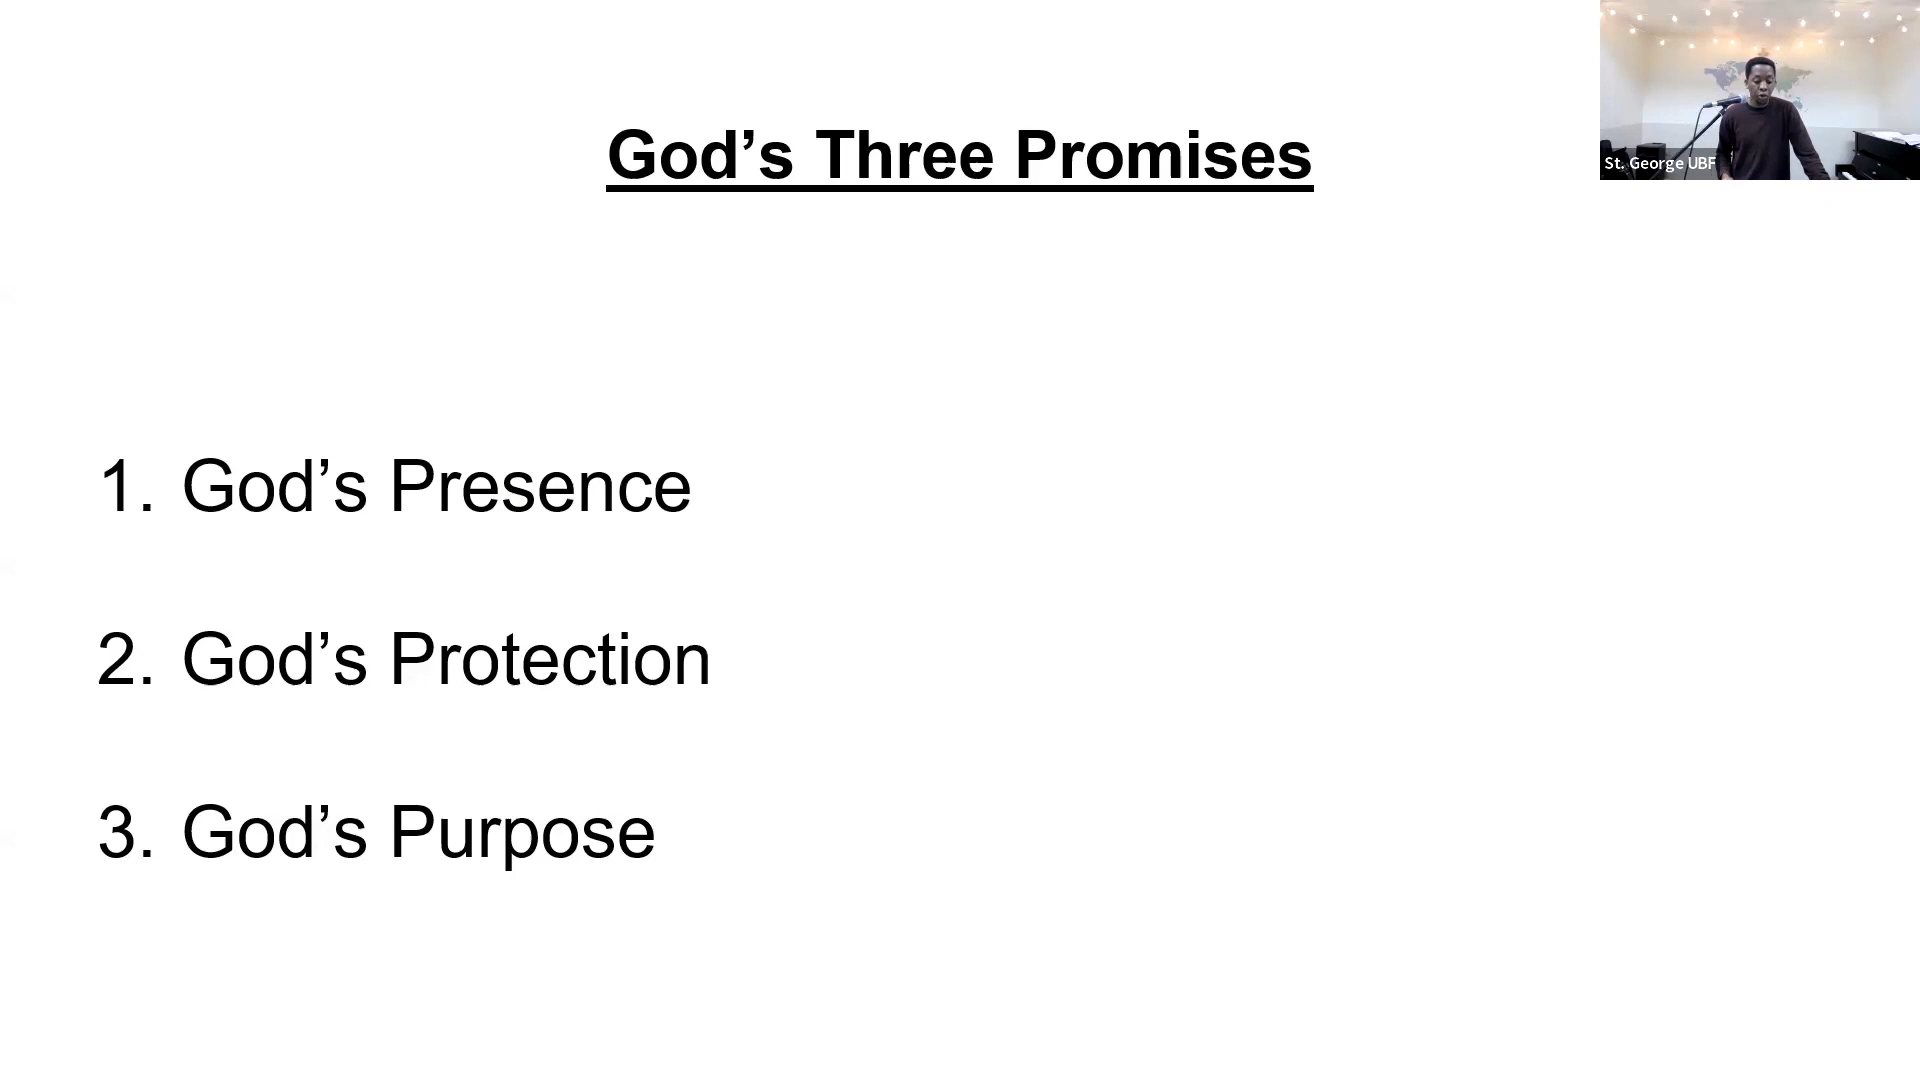 God’s Three Promises
St. George UBF
1. God’s Presence
2. God’s Protection
3. God’s Purpose